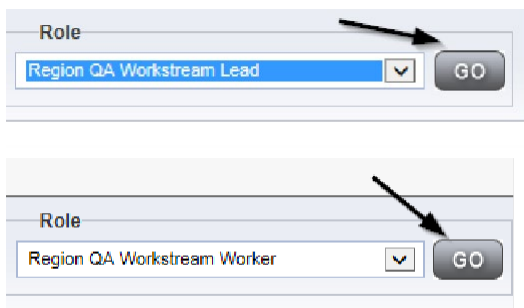 Role
Region QA Workstream Lead GO
Role
Region QA Workstream Worker GO